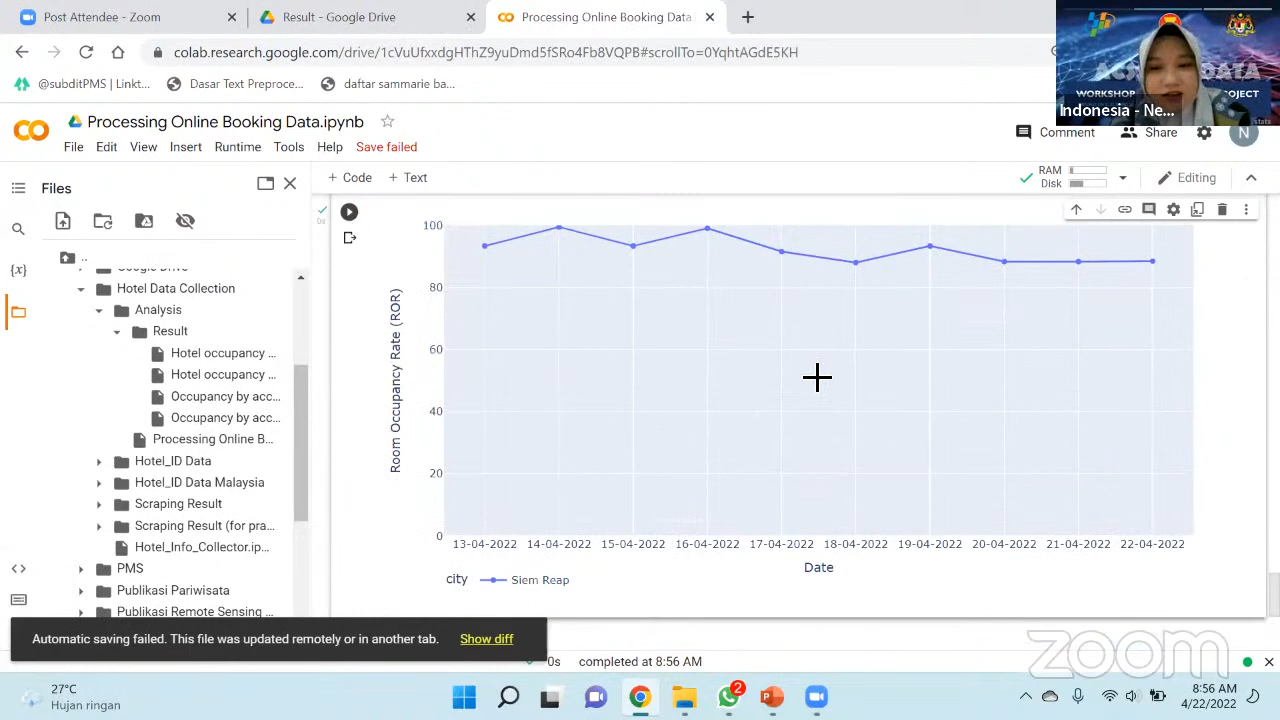 Post Attendee - Zoom
Result - Google Drive
Processing Online Booking Data
colab.research.google.com/drive/1cVuUfxxdgHThZ9yuDmdSfSRc4Fb8VQPB#scrollTo=0YqhtAGdE5KH
@subditPMS | Linkt...
Dasar Text Preproce...
daftar sammarie ba...
DATA
WORKSHOP
OJECT
Indonesia - Ne...
stats
Processing Online Booking Data.ipynb
File Edit View Insert Runtime Tools Help Save failed
Comment
Share
N
Files
+ Code + Text
RAM
Disk
Editing
..
Google Drive
Hotel Data Collection
Analysis
Result
Hotel occupancy ...
Hotel occupancy ...
Occupancy by acc...
Occupancy by acc...
Processing Online B...
Hotel_ID Data
Hotel_ID Data Malaysia
Scraping Result
Scraping Result (for pra...
Hotel_Info_Collector.ip...
PMS
Publikasi Pariwisata
Publikasi Remote Sensing ...
100
80
60
40
20
0
Room Occupancy Rate (ROR)
13-04-2022 14-04-2022 15-04-2022 16-04-2022 17-04-2022 18-04-2022 19-04-2022 20-04-2022 21-04-2022 22-04-2022
Date
city Siem Reap
Automatic saving failed. This file was updated remotely or in another tab. Show diff
0s completed at 8:56 AM
zoom
27°C
Hujan ringan
2
8:56 AM
4/22/2022